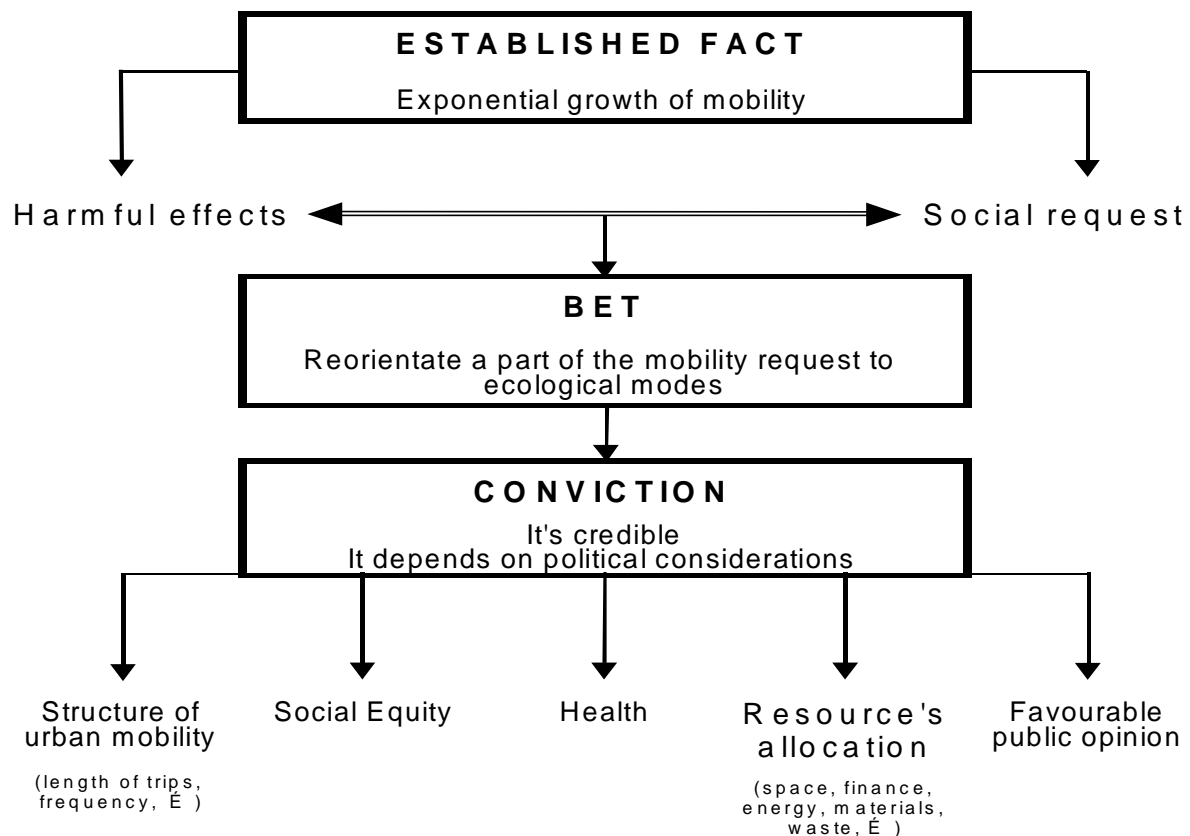 ESTABLISHED FACT
Exponential growth of mobility
Harmful effects
Social request
BET
Reorientate a part of the mobility request to
ecological modes
CONVICTION
It's credible
It depends on political considerations
Structure of
urban mobility
(length of trips,
frequency, É )
Social Equity
Health
Resource's
allocation
(space, finance,
energy, materials,
waste, É )
Favourable
public opinion